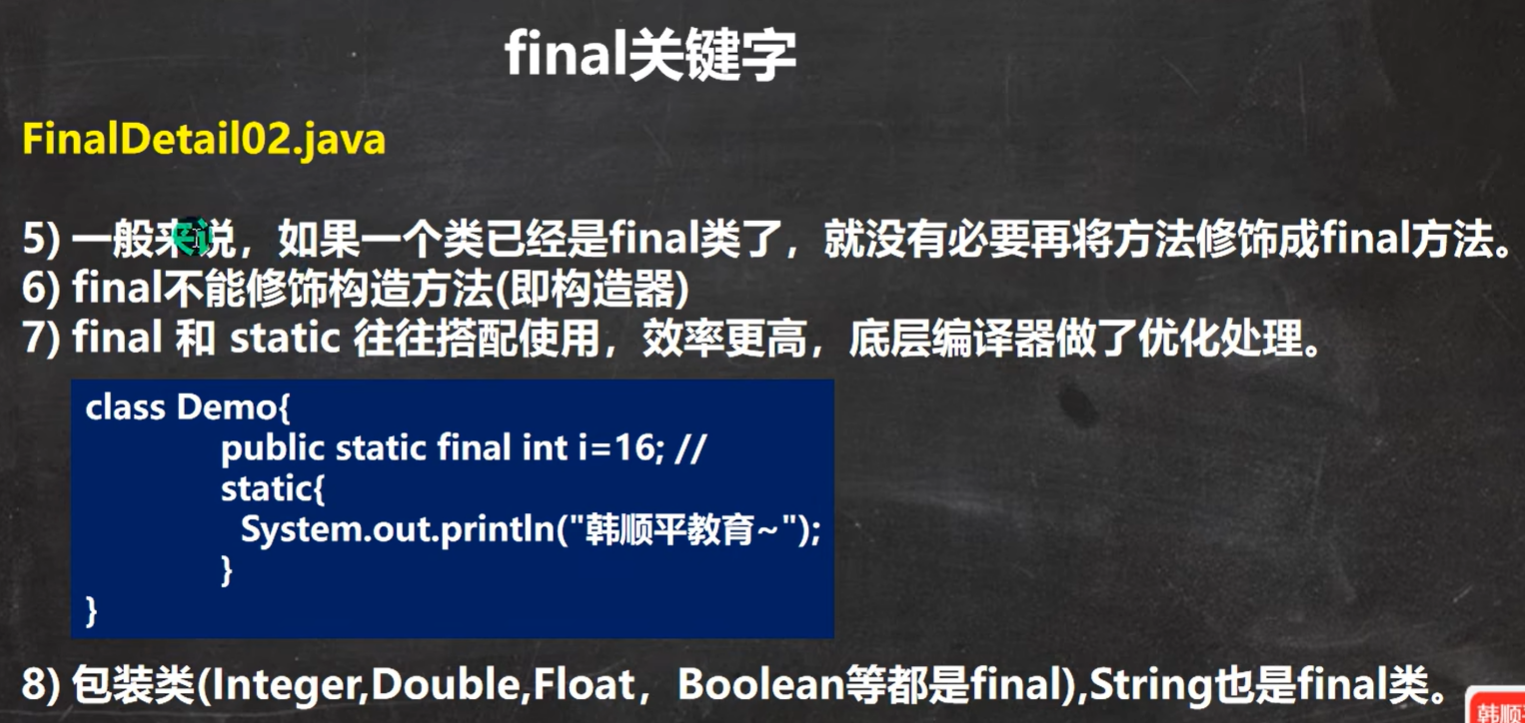 final关键字
FinalDetail02.java
5) 一般来说，如果一个类已经是final类了，就没有必要再将方法修饰成final方法。
6) final不能修饰构造方法(即构造器)
7) final 和 static 往往搭配使用，效率更高，底层编译器做了优化处理。
class Demo{
public static final int i=16; //
static{
System.out.println("韩顺平教育~");
}
}
8) 包装类(Integer,Double,Float，Boolean等都是final),String也是final类。
韩顺